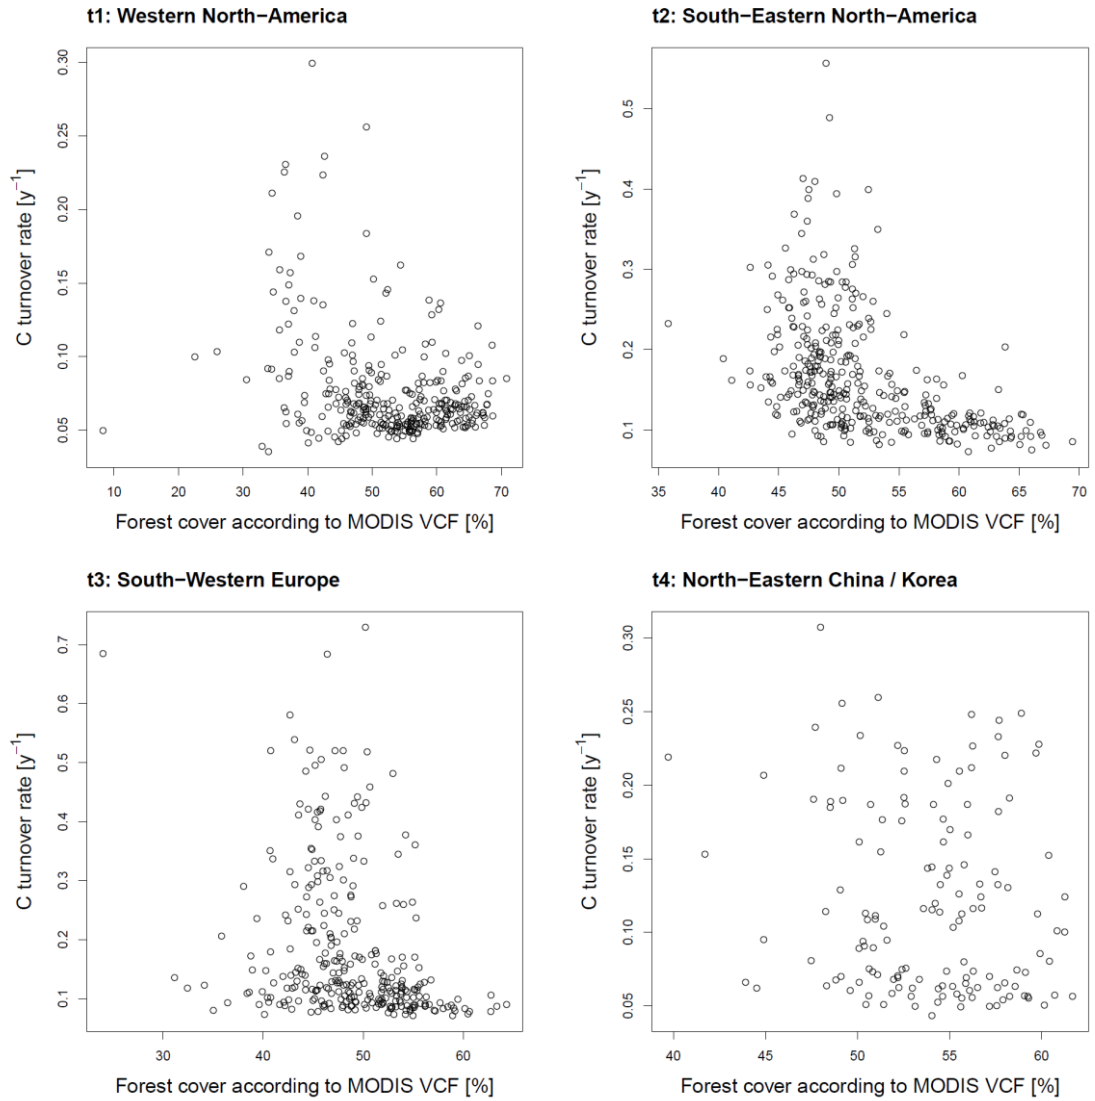 t1: Western North−America
C turnover rate [y⁻¹]
0.30
0.25
0.20
0.15
0.10
0.05
10 20 30 40 50 60 70
Forest cover according to MODIS VCF [%]
t2: South−Eastern North−America
C turnover rate [y⁻¹]
0.5
0.4
0.3
0.2
0.1
35 40 45 50 55 60 65 70
Forest cover according to MODIS VCF [%]
t3: South−Western Europe
C turnover rate [y⁻¹]
0.7
0.6
0.5
0.4
0.3
0.2
0.1
30 40 50 60
Forest cover according to MODIS VCF [%]
t4: North−Eastern China / Korea
C turnover rate [y⁻¹]
0.30
0.25
0.20
0.15
0.10
0.05
40 45 50 55 60
Forest cover according to MODIS VCF [%]